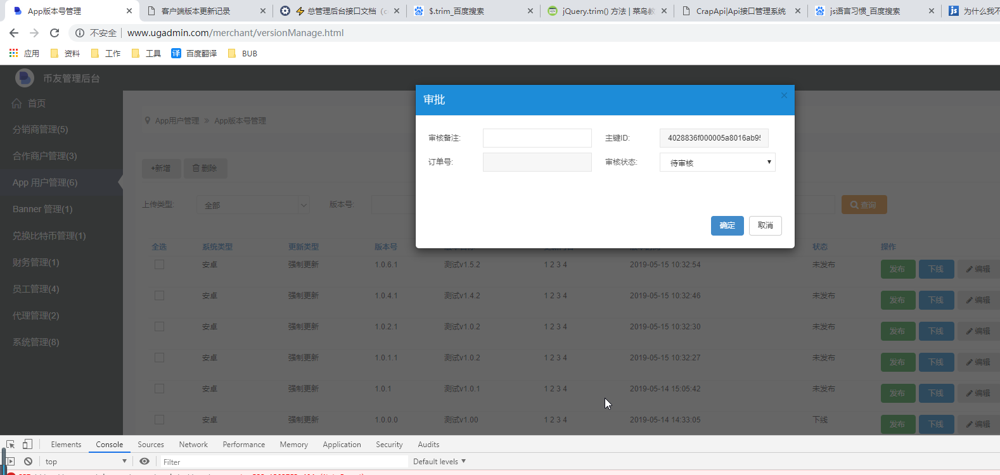 App版本号管理
客户端版本更新记录
总管理后台接口文档（c
$.trim_百度搜索
jQuery.trim() 方法 | 菜鸟教
CrapApi|Api接口管理系统
js语言习惯_百度搜索
js 为什么我不
不安全 www.ugadmin.com/merchant/versionManage.html
应用 资料 工作 工具 译 百度翻译 BUB
币友管理后台
首页
分销商管理(5)
合作商户管理(3)
App 用户管理(6)
Banner 管理(1)
兑换比特币管理(1)
财务管理(1)
员工管理(4)
代理管理(2)
系统管理(8)
App用户管理 » App版本号管理
+新增 删除
上传类型: 全部 版本号: 查询
审批 ×
审核备注: 主键ID: 4028836f000005a8016ab95
订单号: 审核状态: 待审核
确定 取消
全选 系统类型 更新类型 版本号 状态 操作
安卓 强制更新 1.0.6.1 测试v1.5.2 1 2 3 4 2019-05-15 10:32:54 未发布 发布 下线 编辑
安卓 强制更新 1.0.4.1 测试v1.4.2 1 2 3 4 2019-05-15 10:32:46 未发布 发布 下线 编辑
安卓 强制更新 1.0.2.1 测试v1.0.2 1 2 3 4 2019-05-15 10:32:30 未发布 发布 下线 编辑
安卓 强制更新 1.0.1.1 测试v1.0.2 1 2 3 4 2019-05-15 10:32:27 未发布 发布 下线 编辑
安卓 强制更新 1.0.1 测试v1.0.1 1 2 3 4 2019-05-14 15:05:42 未发布 发布 下线 编辑
安卓 强制更新 1.0.0.0 测试v1.00 1 2 3 4 2019-05-14 14:33:05 下线 发布 下线 编辑
Elements Console Sources Network Performance Memory Application Security Audits
top Filter Default levels